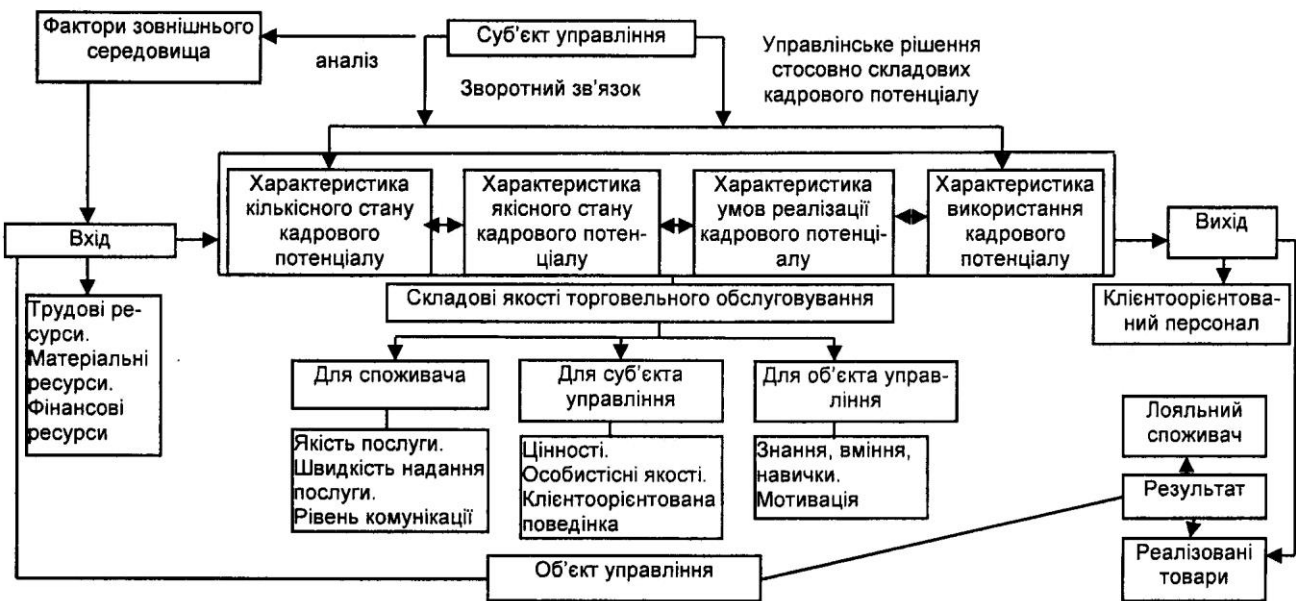 Фактори зовнішнього
середовища
аналіз
Суб'єкт управління
Зворотний зв'язок
Управлінське рішення
стосовно складових
кадрового потенціалу
Характеристика
кількісного стану
кадрового
потенціалу
Характеристика
якісного стану
кадрового потен-
ціалу
Характеристика
умов реалізації
кадрового потенці-
алу
Характеристика
використання
кадрового
потенціалу
Вхід
Вихід
Трудові ре-
сурси.
Матеріальні
ресурси.
Фінансові
ресурси
Складові якості торговельного обслуговування
Клієнтоорієнтова-
ний персонал
Для споживача
Для суб'єкта
управління
Для об'єкта управ-
ління
Якість послуги.
Швидкість надання
послуги.
Рівень комунікації
Цінності.
Особистісні якості.
Клієнтоорієнтована
поведінка
Знання, вміння,
навички.
Мотивація
Лояльний
споживач
Результат
Реалізовані
товари
Об'єкт управління